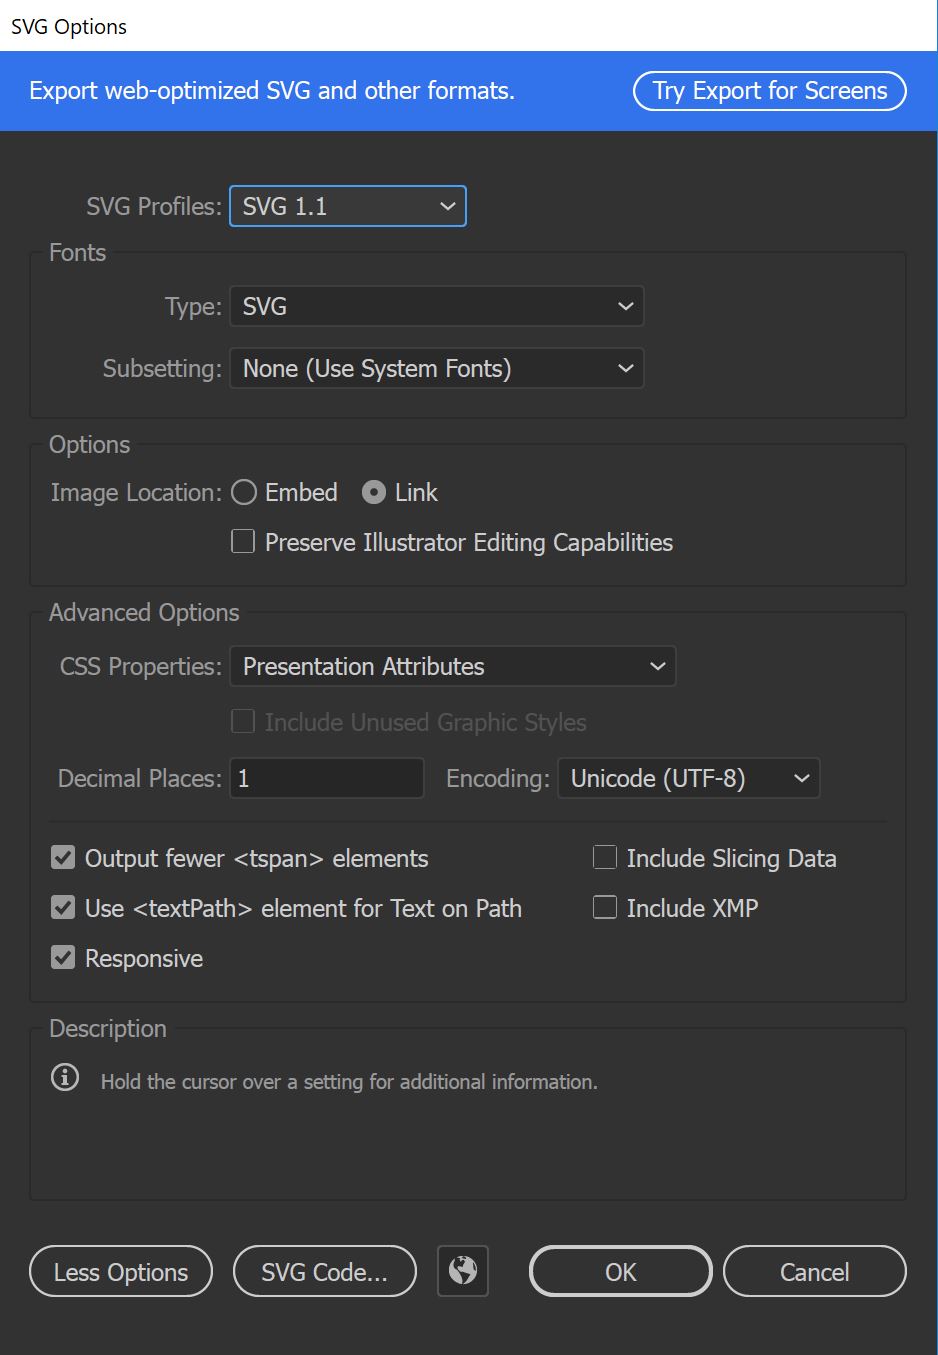 SVG Options
Export web-optimized SVG and other formats. Try Export for Screens
SVG Profiles: SVG 1.1
Fonts
Type: SVG
Subsetting: None (Use System Fonts)
Options
Image Location: Embed Link
Preserve Illustrator Editing Capabilities
Advanced Options
CSS Properties: Presentation Attributes
Include Unused Graphic Styles
Decimal Places: 1 Encoding: Unicode (UTF-8)
Output fewer <tspan> elements Include Slicing Data
Use <textPath> element for Text on Path Include XMP
Responsive
Description
Hold the cursor over a setting for additional information.
Less Options SVG Code... OK Cancel